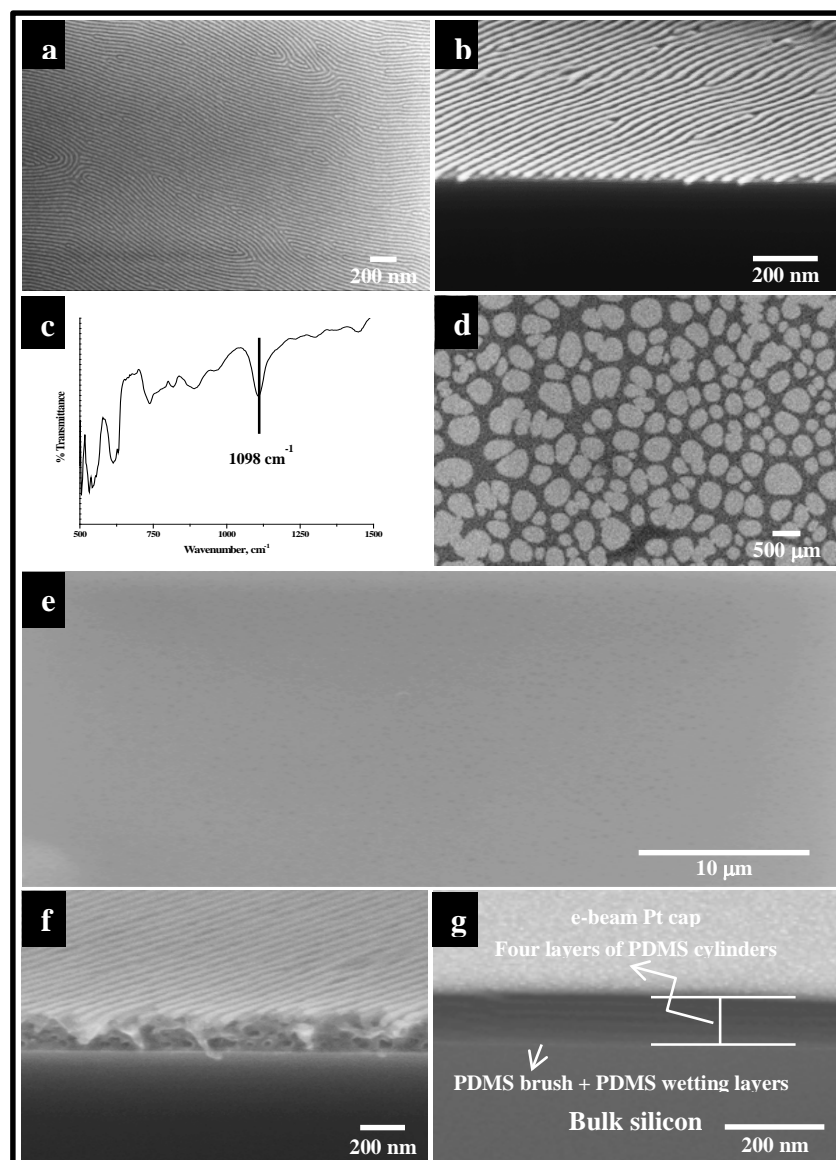 a
b
200 nm
200 nm
c
d
% Transmittance
1098 cm⁻¹
500
750
1000
1250
1500
Wavenumber, cm⁻¹
500 μm
e
10 μm
f
g
e-beam Pt cap
Four layers of PDMS cylinders
PDMS brush + PDMS wetting layers
Bulk silicon
200 nm
200 nm